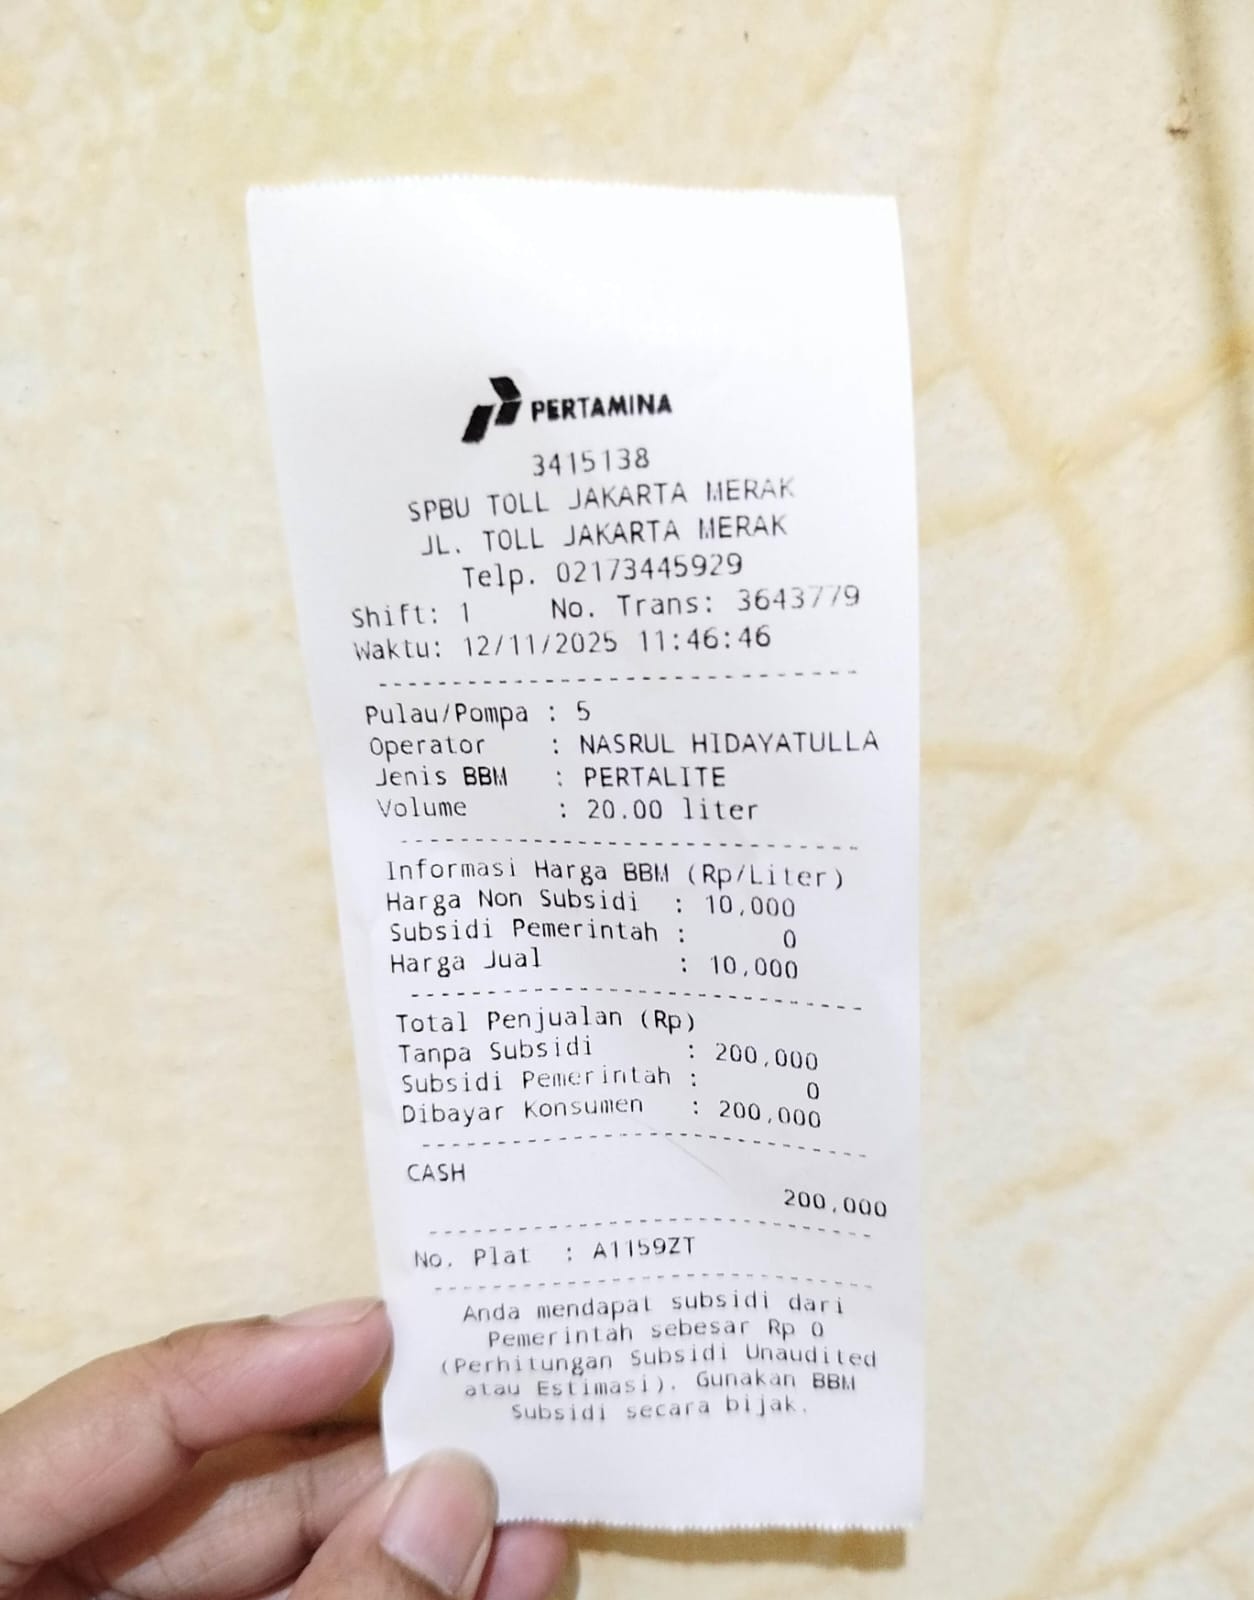 PERTAMINA
3415138
SPBU TOLL JAKARTA MERAK
JL. TOLL JAKARTA MERAK
Telp. 02173445929
Shift: 1 No. Trans: 3643779
Waktu: 12/11/2025 11:46:46
Pulau/Pompa : 5
Operator : NASRUL HIDAYATULLA
Jenis BBM : PERTALITE
Volume : 20.00 liter
Informasi Harga BBM (Rp/Liter)
Harga Non Subsidi : 10,000
Subsidi Pemerintah : 0
Harga Jual : 10,000
Total Penjualan (Rp)
Tanpa Subsidi : 200,000
Subsidi Pemerintah : 0
Dibayar Konsumen : 200,000
CASH
200,000
No. Plat : A1159ZT
Anda mendapat subsidi dari
Pemerintah sebesar Rp 0
(Perhitungan Subsidi Unaudited
atau Estimasi). Gunakan BBM
Subsidi secara bijak.